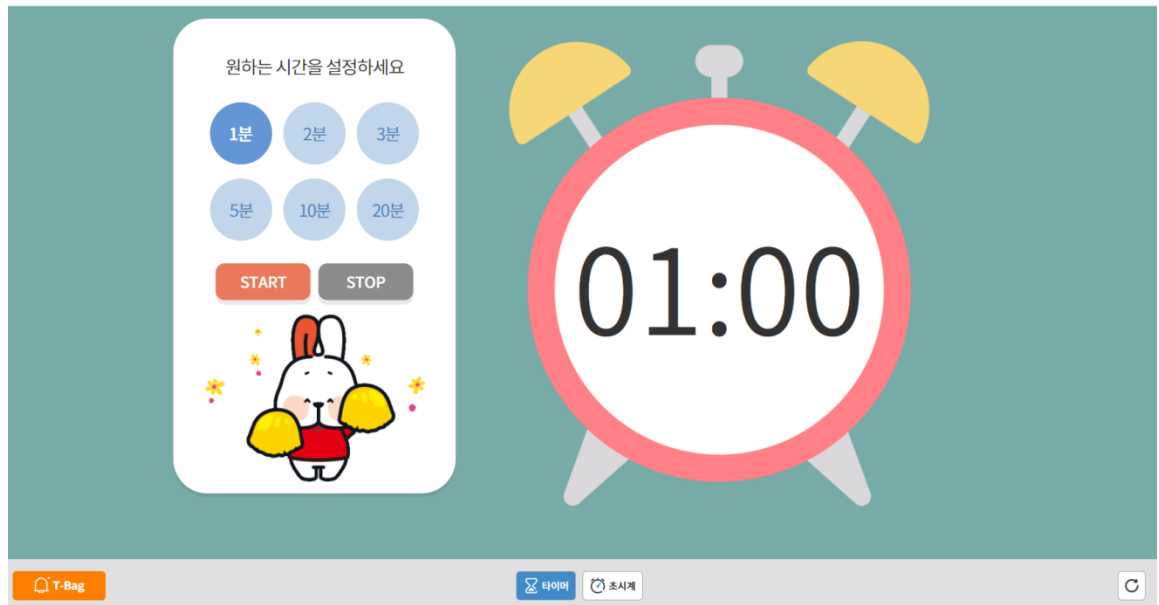 원하는 시간을 설정하세요
1분 2분 3분
5분 10분 20분
START STOP
01:00
T-Bag 타이머 초시계